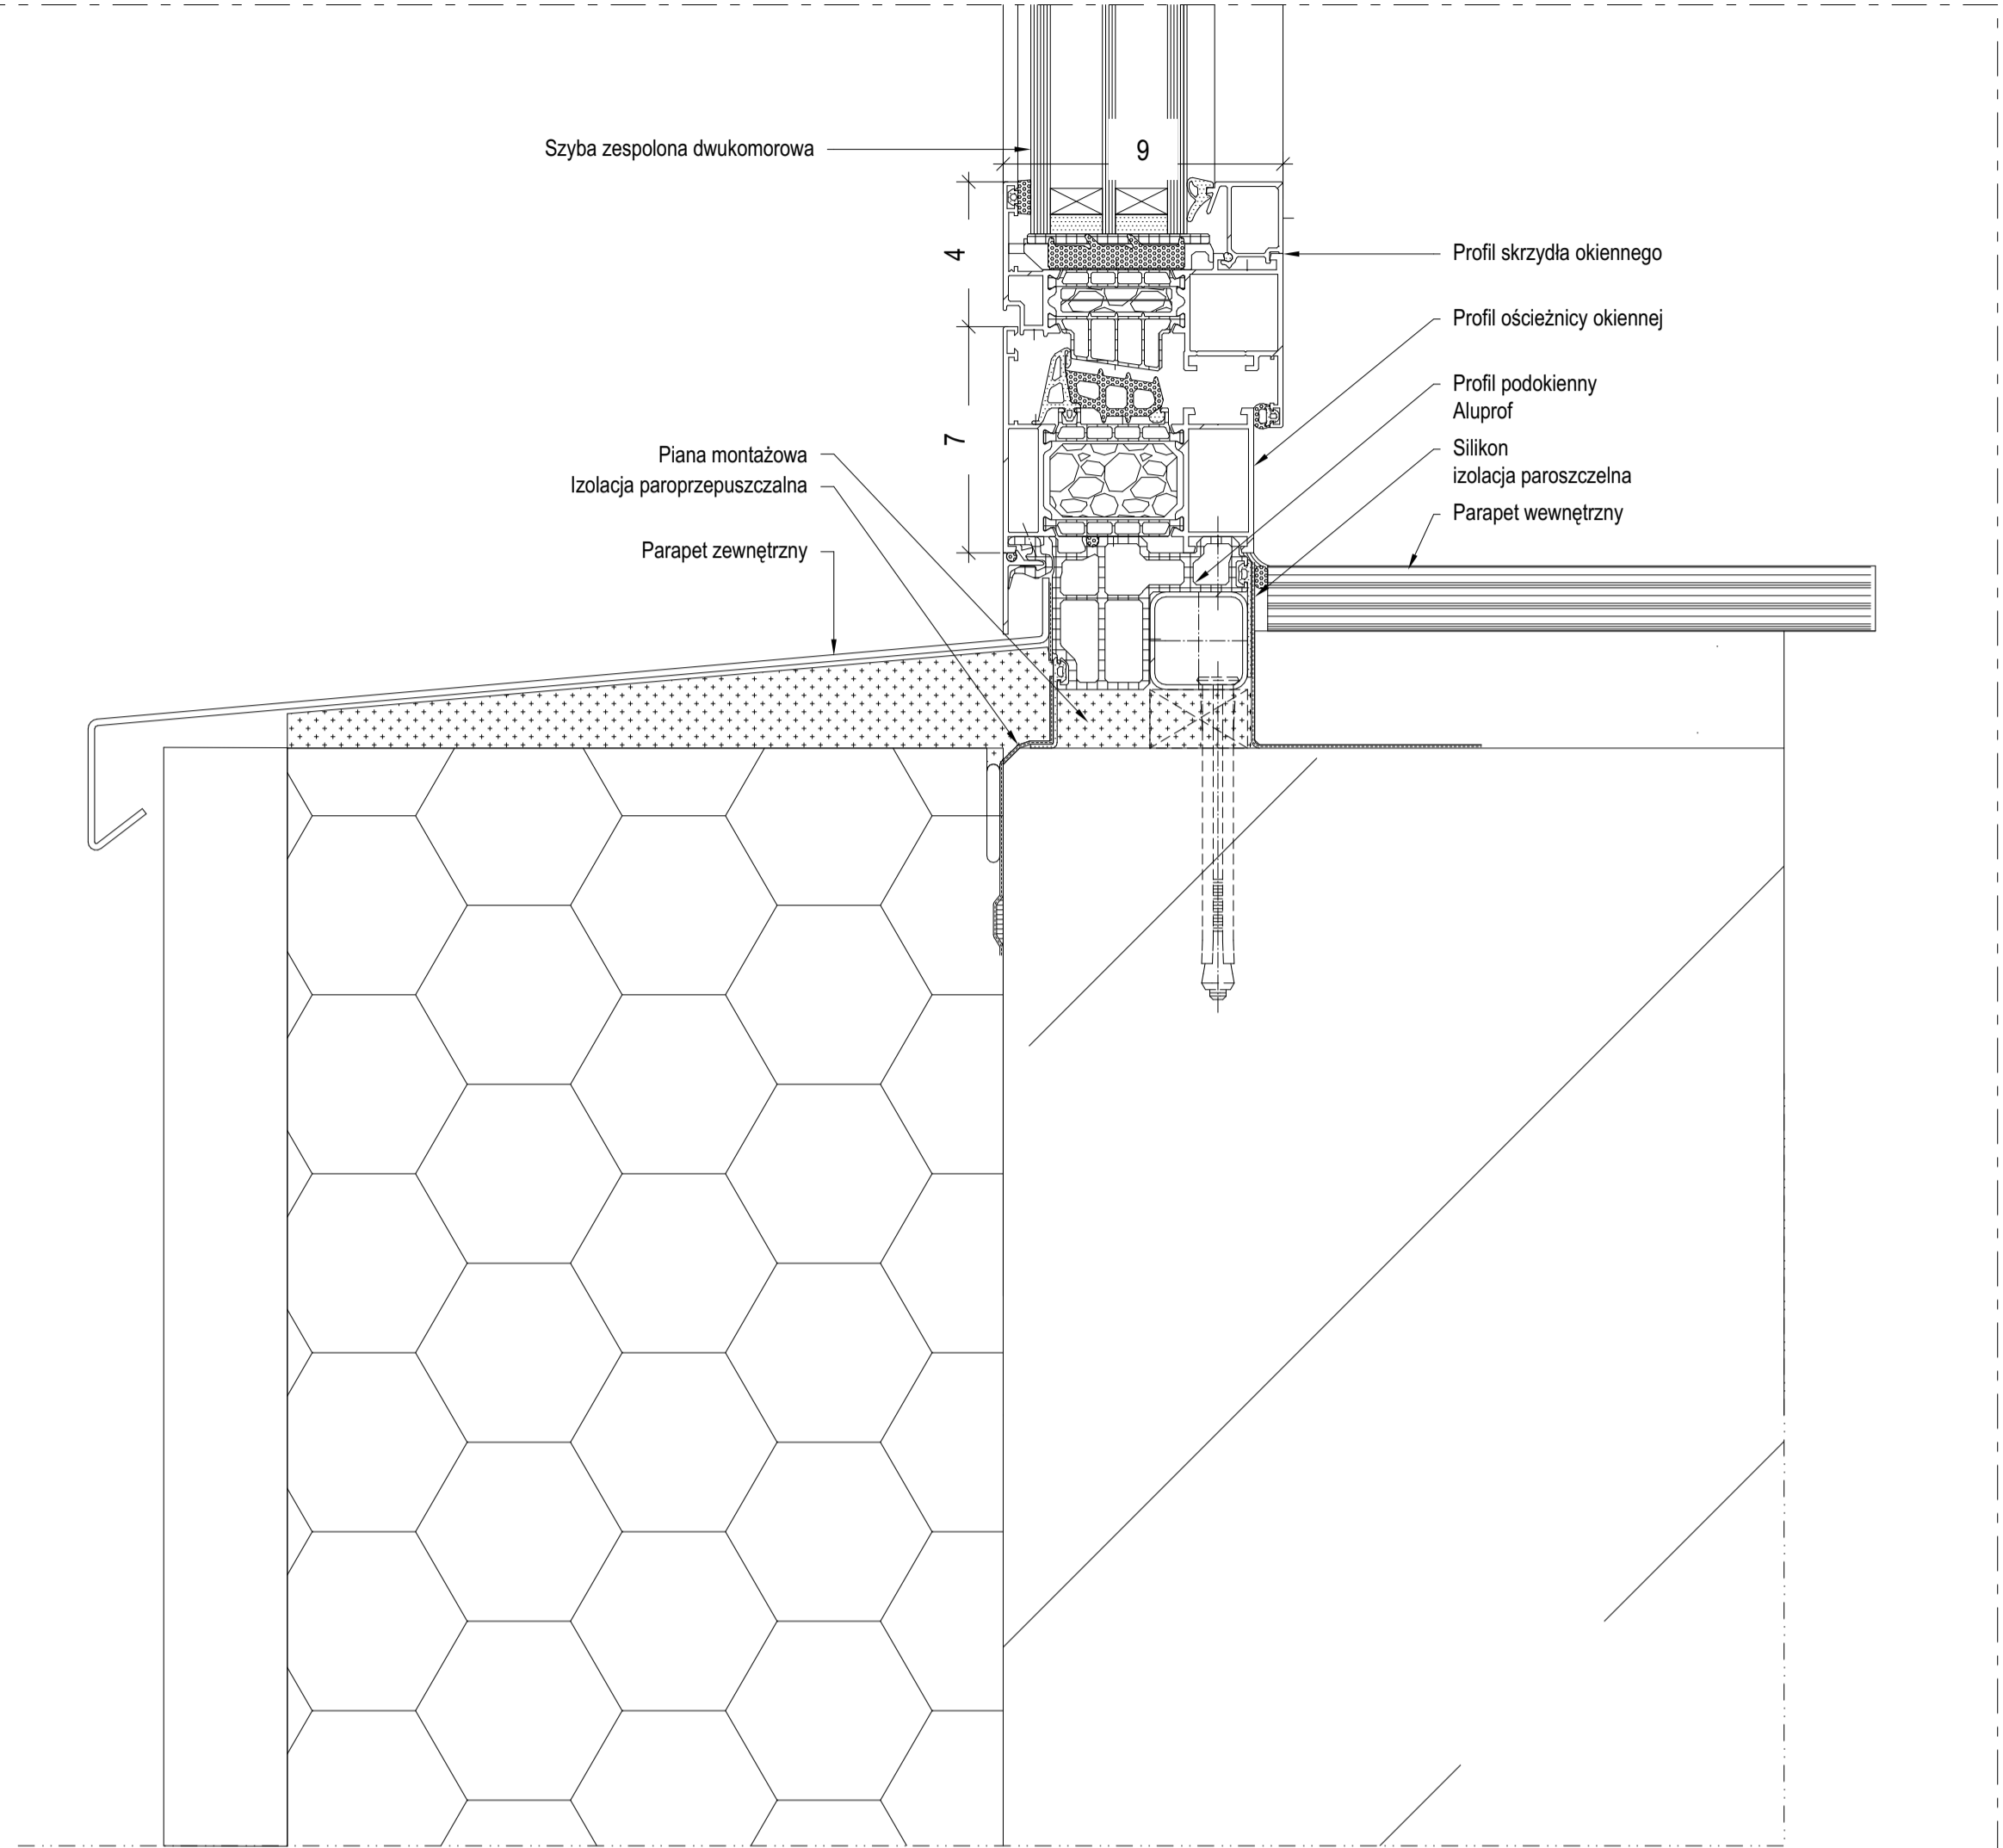 Szyba zespolona dwukomorowa
9
4
Profil skrzydła okiennego
Profil ościeżnicy okiennej
Profil podokienny
Aluprof
7
Piana montażowa
Izolacja paroprzepuszczalna
Silikon
izolacja paroszczelna
Parapet wewnętrzny
Parapet zewnętrzny